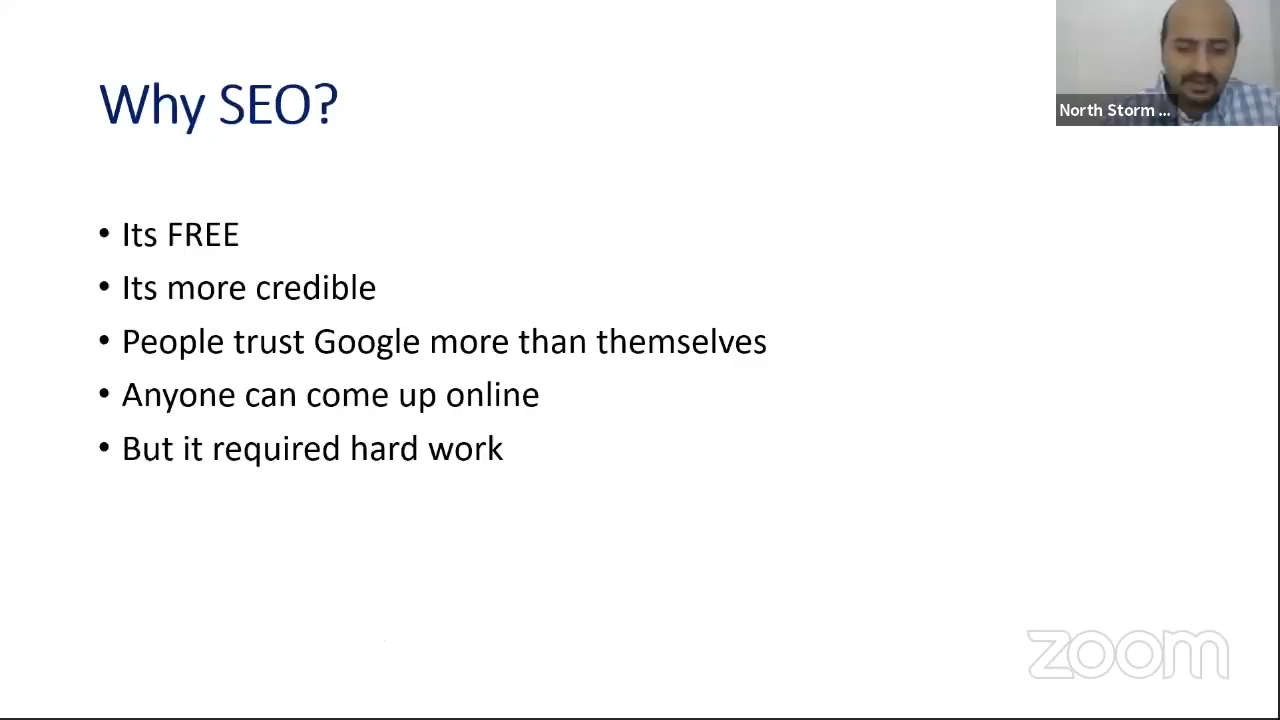 Why SEO?
North Storm ...
• Its FREE
• Its more credible
• People trust Google more than themselves
• Anyone can come up online
• But it required hard work
zoom